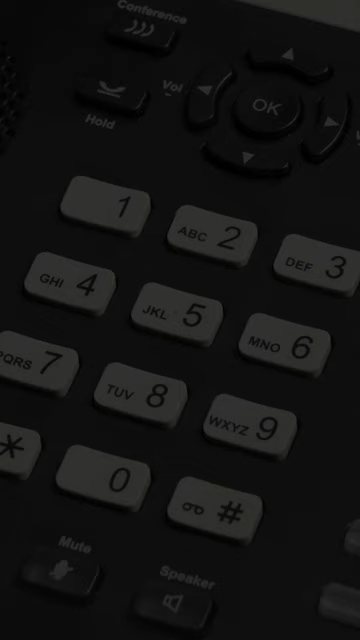 Conference
Vol
-
OK
Hold
1
ABC 2
DEF 3
GHI 4
JKL 5
MNO 6
PQRS 7
TUV 8
WXYZ 9
*
0
#
Mute
Speaker